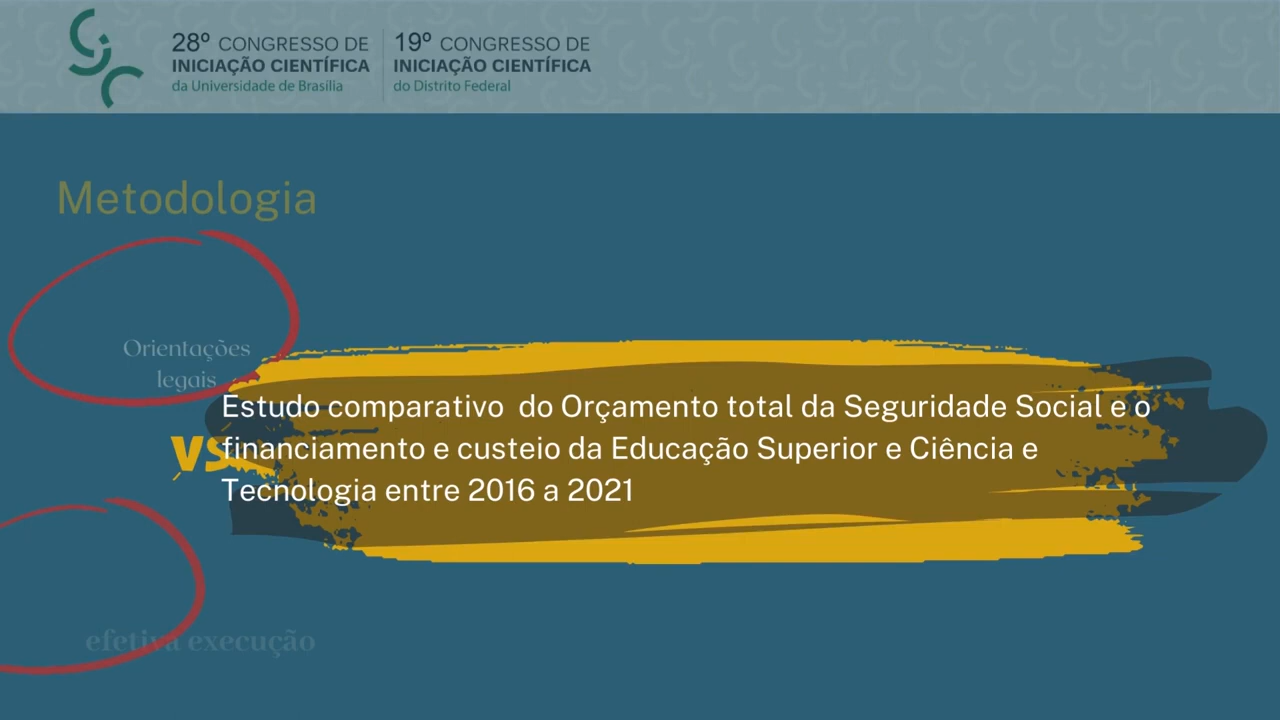 28º CONGRESSO DE
INICIAÇÃO CIENTÍFICA
da Universidade de Brasília
19º CONGRESSO DE
INICIAÇÃO CIENTÍFICA
do Distrito Federal
Metodologia
Orientações
legais
VS
Estudo comparativo do Orçamento total da Seguridade Social e o
financiamento e custeio da Educação Superior e Ciência e
Tecnologia entre 2016 a 2021
efetiva execução